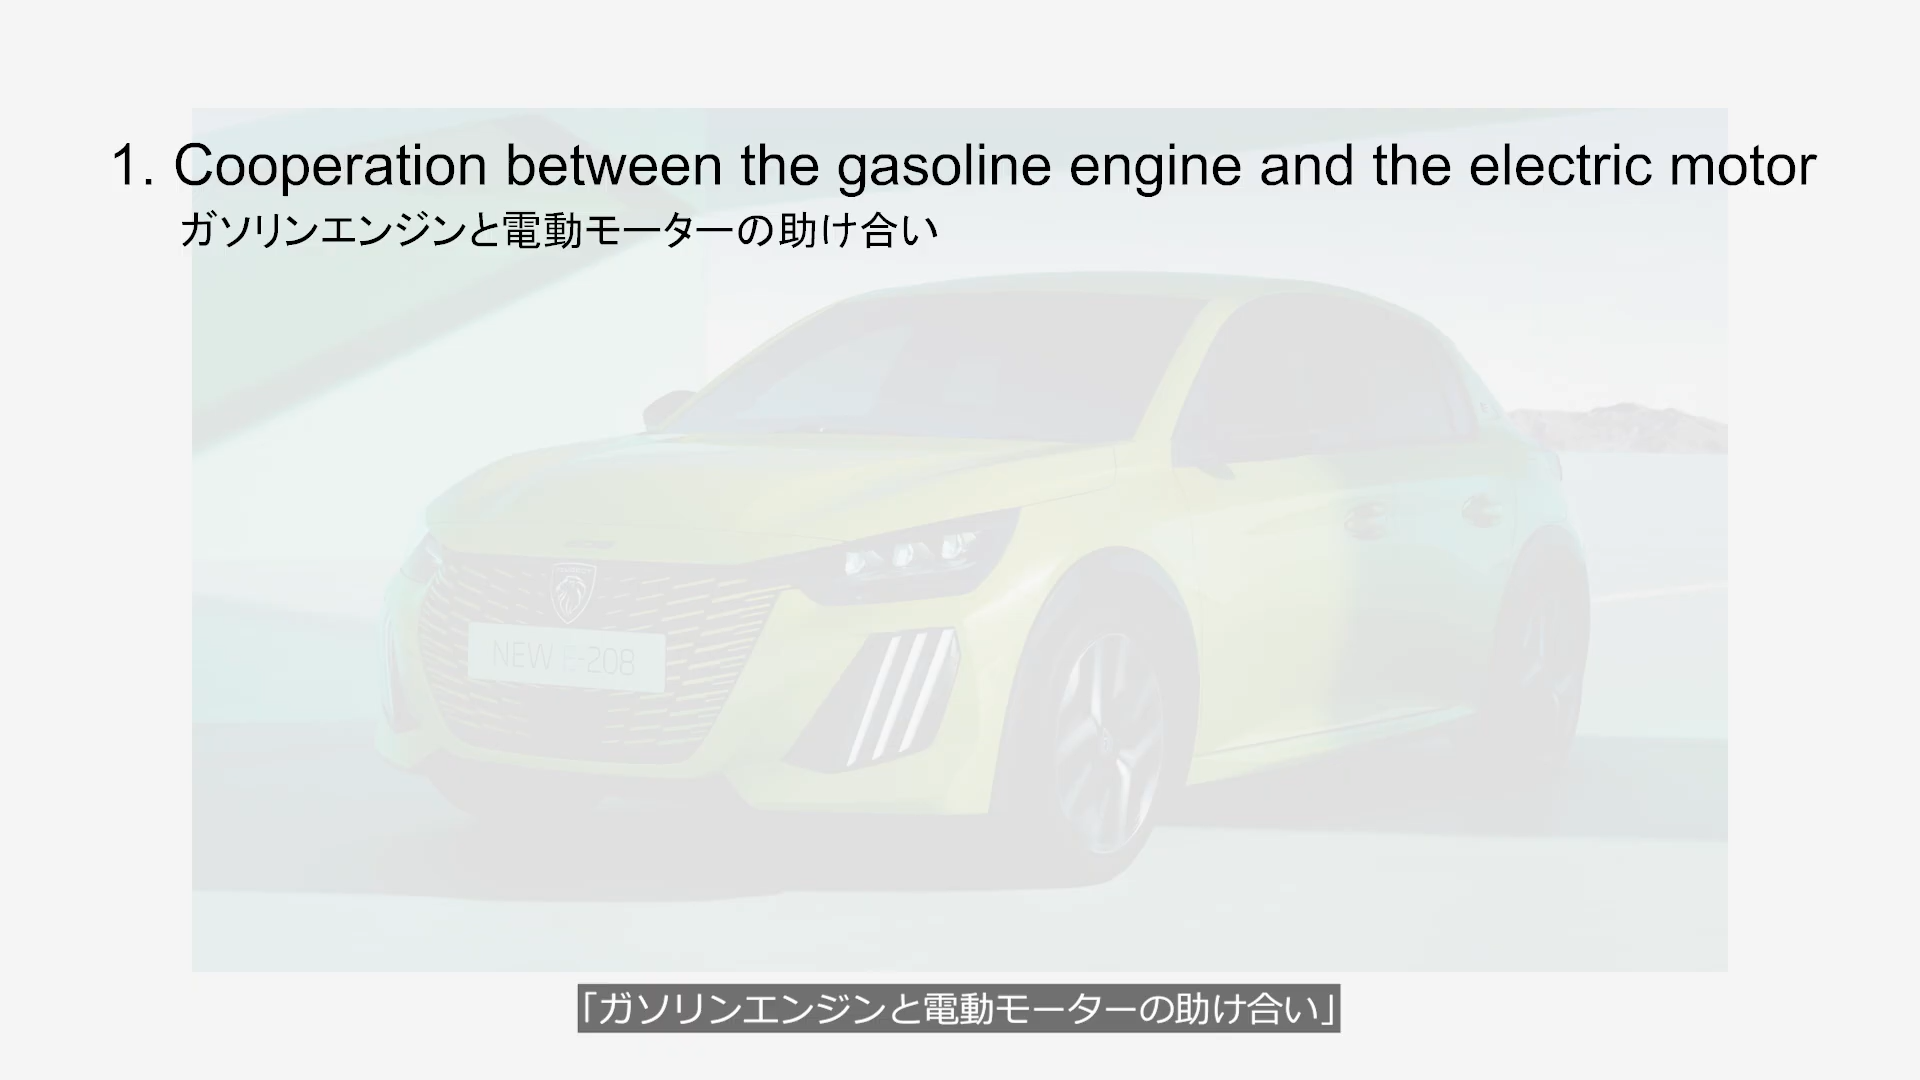 1. Cooperation between the gasoline engine and the electric motor
ガソリンエンジンと電動モーターの助け合い
NEW E-208
「ガソリンエンジンと電動モーターの助け合い」